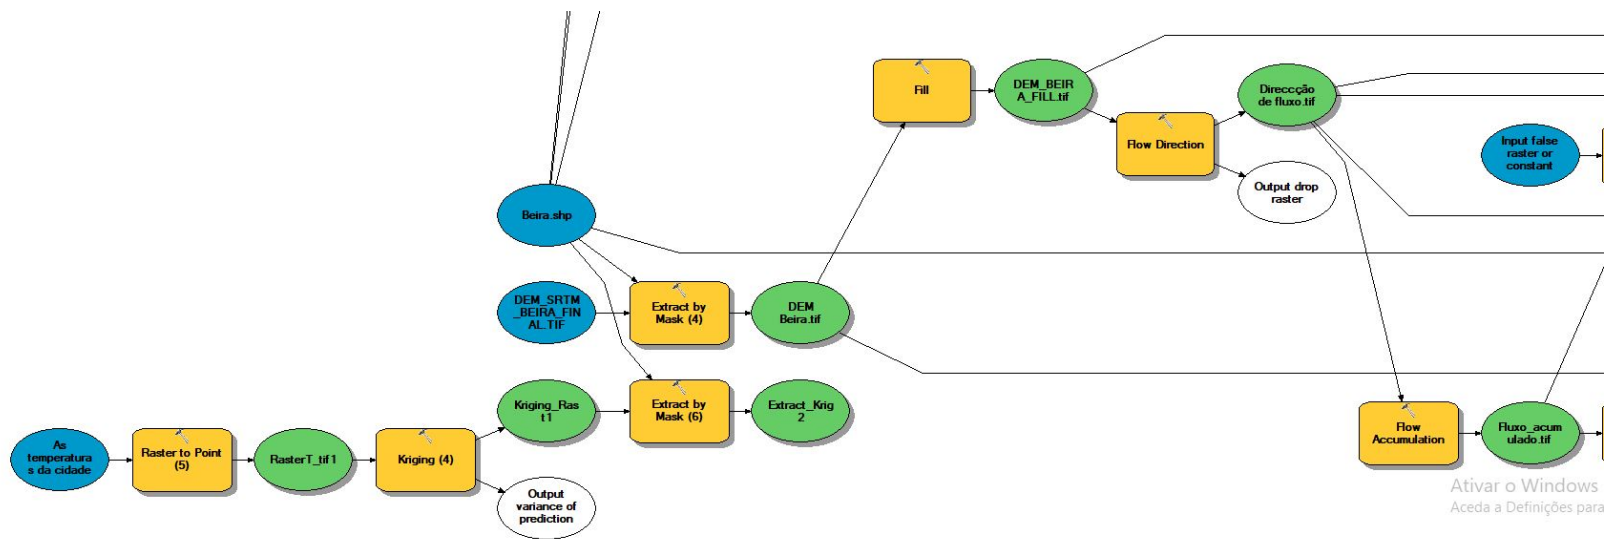 Fill
DEM_BEIR
A_FILL.tif
Direccção
de fluxo.tif
Flow Direction
Input false
raster or
constant
Output drop
raster
Beira.shp
DEM_SRTM
_BEIRA_FIN
AL.TIF
Extract by
Mask (4)
DEM
Beira.tif
Kriging_Ras
t1
Extract by
Mask (6)
Extract_Krig
2
As
temperatura
s da cidade
Raster to Point
(5)
RasterT_tif1
Kriging (4)
Output
variance of
prediction
Flow
Accumulation
Fluxo_acum
ulado.tif
Ativar o Windows
Aceda a Definições para